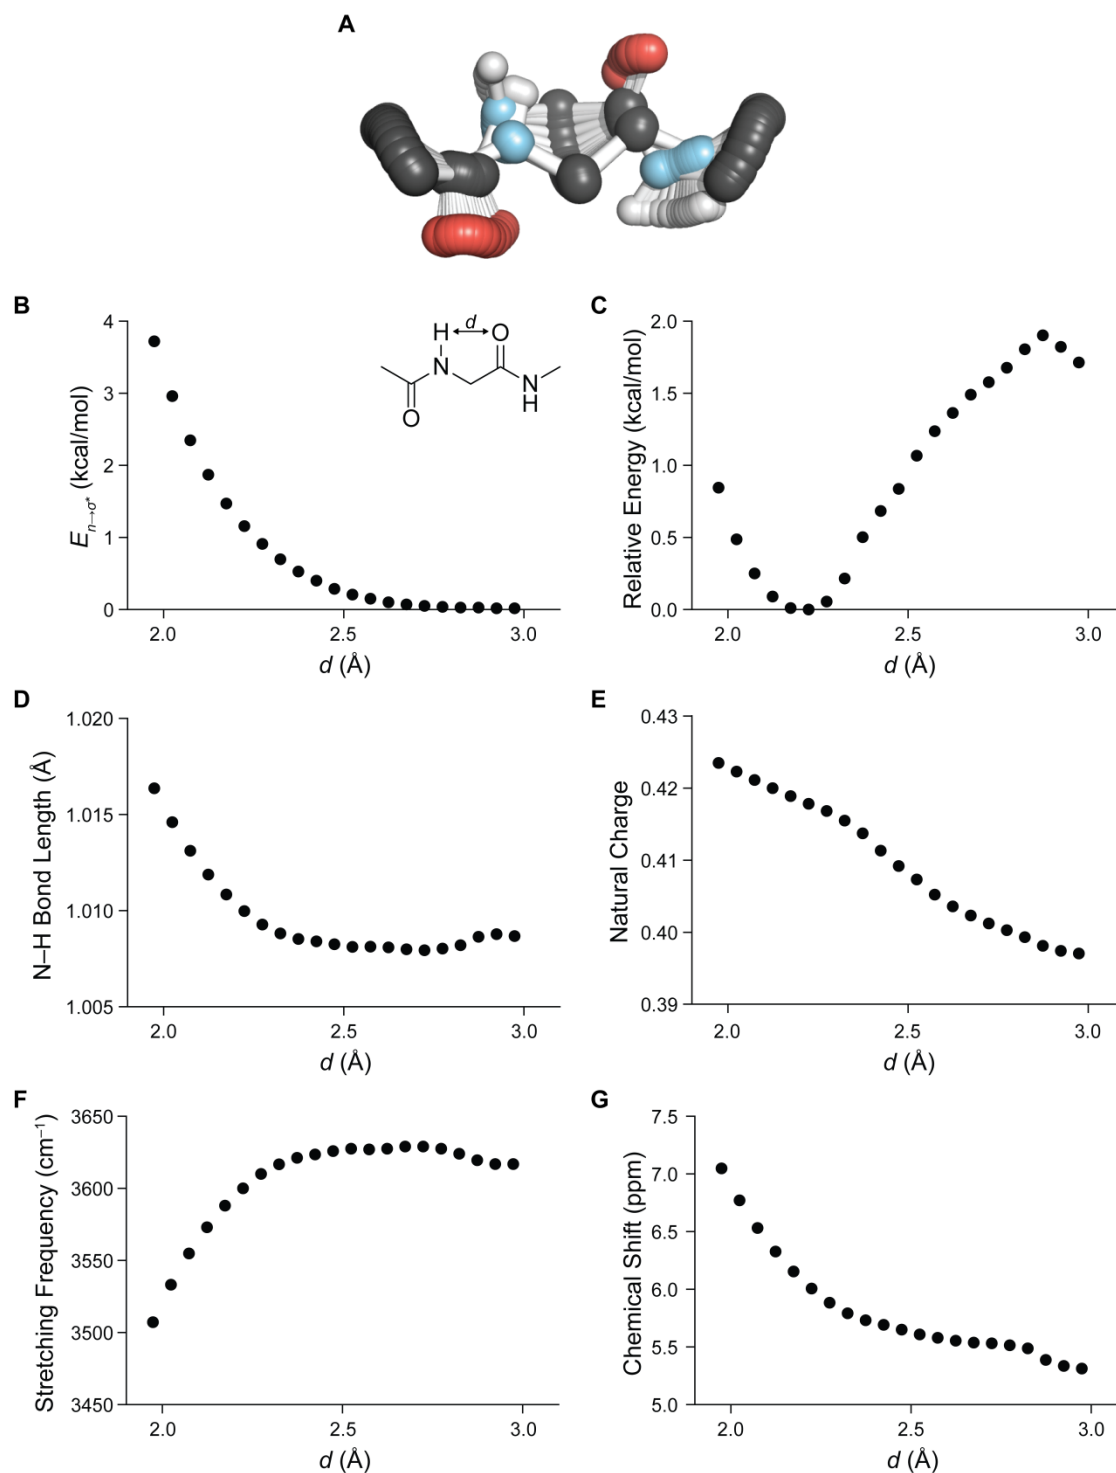 A
B
4
3
2
1
0
E n→σ* (kcal/mol)
H d O
N
N
H
O
2.0 2.5 3.0
d (Å)
C
2.0
1.5
1.0
0.5
0.0
Relative Energy (kcal/mol)
2.0 2.5 3.0
d (Å)
D
1.020
1.015
1.010
1.005
N–H Bond Length (Å)
2.0 2.5 3.0
d (Å)
E
0.43
0.42
0.41
0.40
0.39
Natural Charge
2.0 2.5 3.0
d (Å)
F
3650
3600
3550
3500
3450
Stretching Frequency (cm⁻¹)
2.0 2.5 3.0
d (Å)
G
7.5
7.0
6.5
6.0
5.5
5.0
Chemical Shift (ppm)
2.0 2.5 3.0
d (Å)